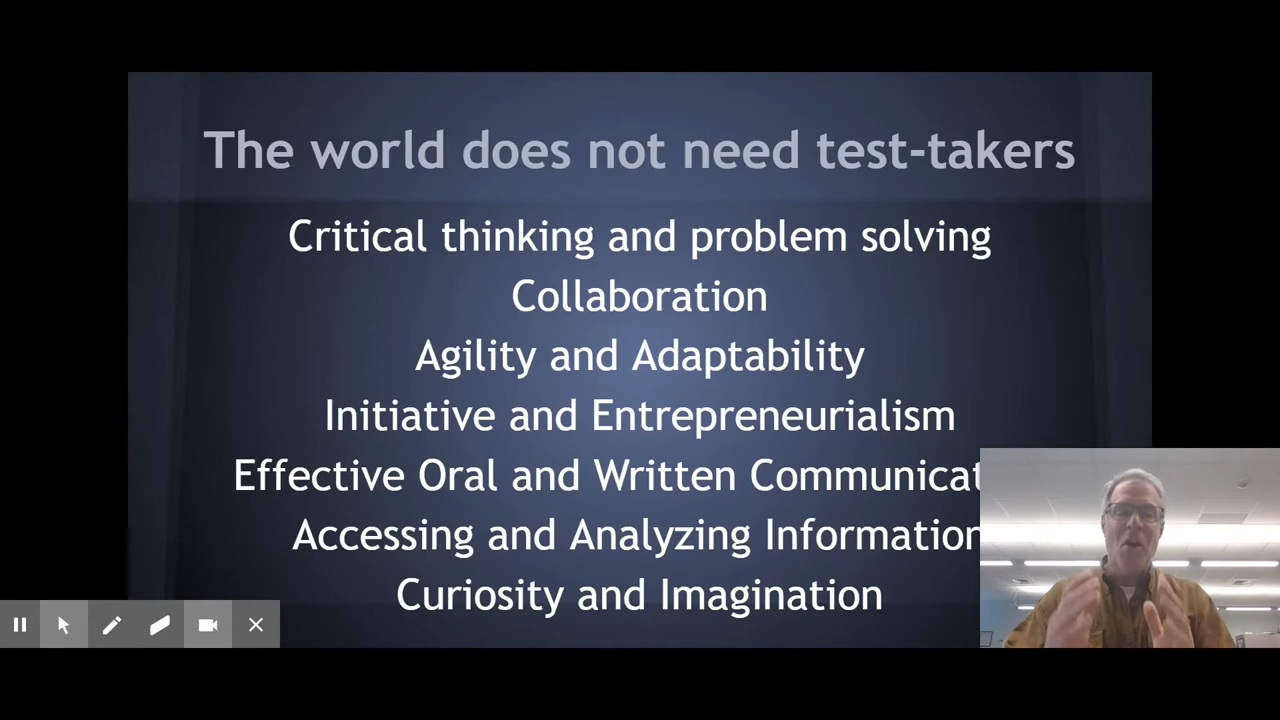 The world does not need test-takers
Critical thinking and problem solving
Collaboration
Agility and Adaptability
Initiative and Entrepreneurialism
Effective Oral and Written
Accessing and Analyzing Information
Curiosity and Imagination